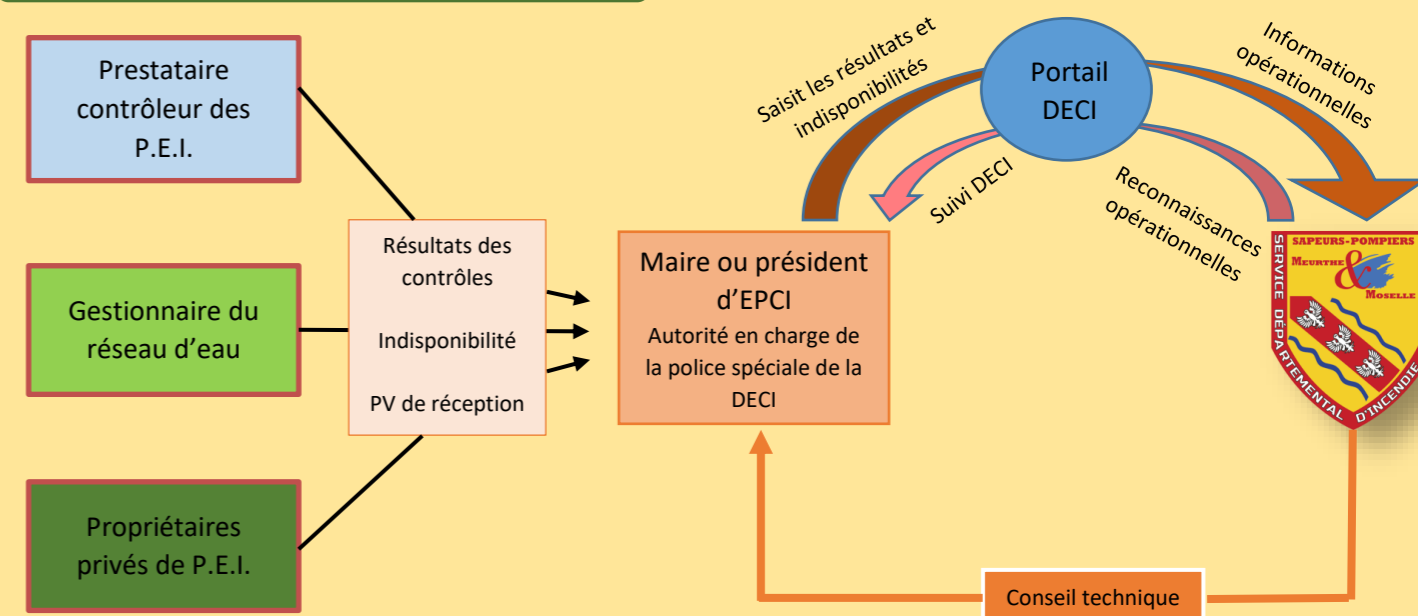 Prestataire
contrôleur des
P.E.I.
Gestionnaire du
réseau d'eau
Propriétaires
privés de P.E.I.
Résultats des
contrôles
Indisponibilité
PV de réception
Maire ou président
d'EPCI
Autorité en charge de
la police spéciale de la
DECI
Saisit les résultats et
indisponibilités
Suivi DECI
Portail
DECI
Informations
opérationnelles
Reconnaissances
opérationnelles
SAPEURS-POMPIERS
MEURTHE
&
MOSELLE
SERVICE DÉPARTEMENTAL D'INCENDIE
Conseil technique